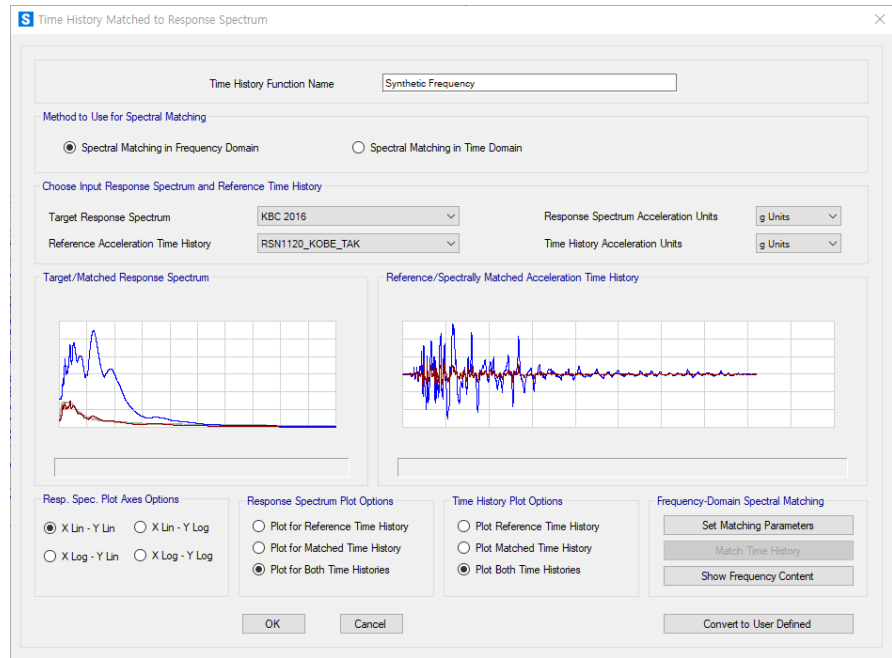 S Time History Matched to Response Spectrum
Time History Function Name Synthetic Frequency
Method to Use for Spectral Matching
Spectral Matching in Frequency Domain Spectral Matching in Time Domain
Choose Input Response Spectrum and Reference Time History
Target Response Spectrum KBC 2016 Response Spectrum Acceleration Units g Units
Reference Acceleration Time History RSN1120_KOBE_TAK Time History Acceleration Units g Units
Target/Matched Response Spectrum
Reference/Spectrally Matched Acceleration Time History
Resp. Spec. Plot Axes Options
X Lin - Y Lin X Lin - Y Log
X Log - Y Lin X Log - Y Log
Response Spectrum Plot Options
Plot for Reference Time History
Plot for Matched Time History
Plot for Both Time Histories
Time History Plot Options
Plot Reference Time History
Plot Matched Time History
Plot Both Time Histories
Frequency-Domain Spectral Matching
Set Matching Parameters
Match Time History
Show Frequency Content
OK Cancel Convert to User Defined